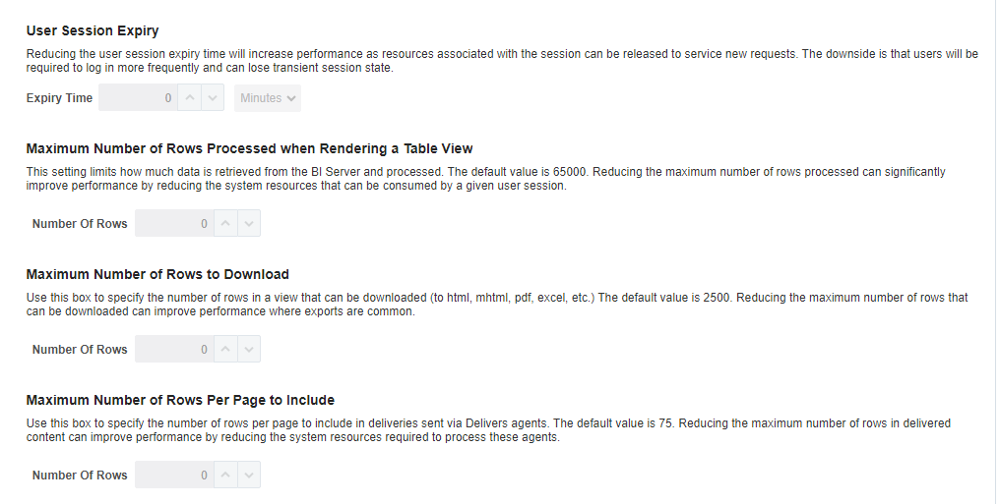 User Session Expiry
Reducing the user session expiry time will increase performance as resources associated with the session can be released to service new requests. The downside is that users will be
required to log in more frequently and can lose transient session state.
Expiry Time 0 Minutes
Maximum Number of Rows Processed when Rendering a Table View
This setting limits how much data is retrieved from the BI Server and processed. The default value is 65000. Reducing the maximum number of rows processed can significantly
improve performance by reducing the system resources that can be consumed by a given user session.
Number Of Rows 0
Maximum Number of Rows to Download
Use this box to specify the number of rows in a view that can be downloaded (to html, mhtml, pdf, excel, etc.) The default value is 2500. Reducing the maximum number of rows that
can be downloaded can improve performance where exports are common.
Number Of Rows 0
Maximum Number of Rows Per Page to Include
Use this box to specify the number of rows per page to include in deliveries sent via Delivers agents. The default value is 75. Reducing the maximum number of rows in delivered
content can improve performance by reducing the system resources required to process these agents.
Number Of Rows 0